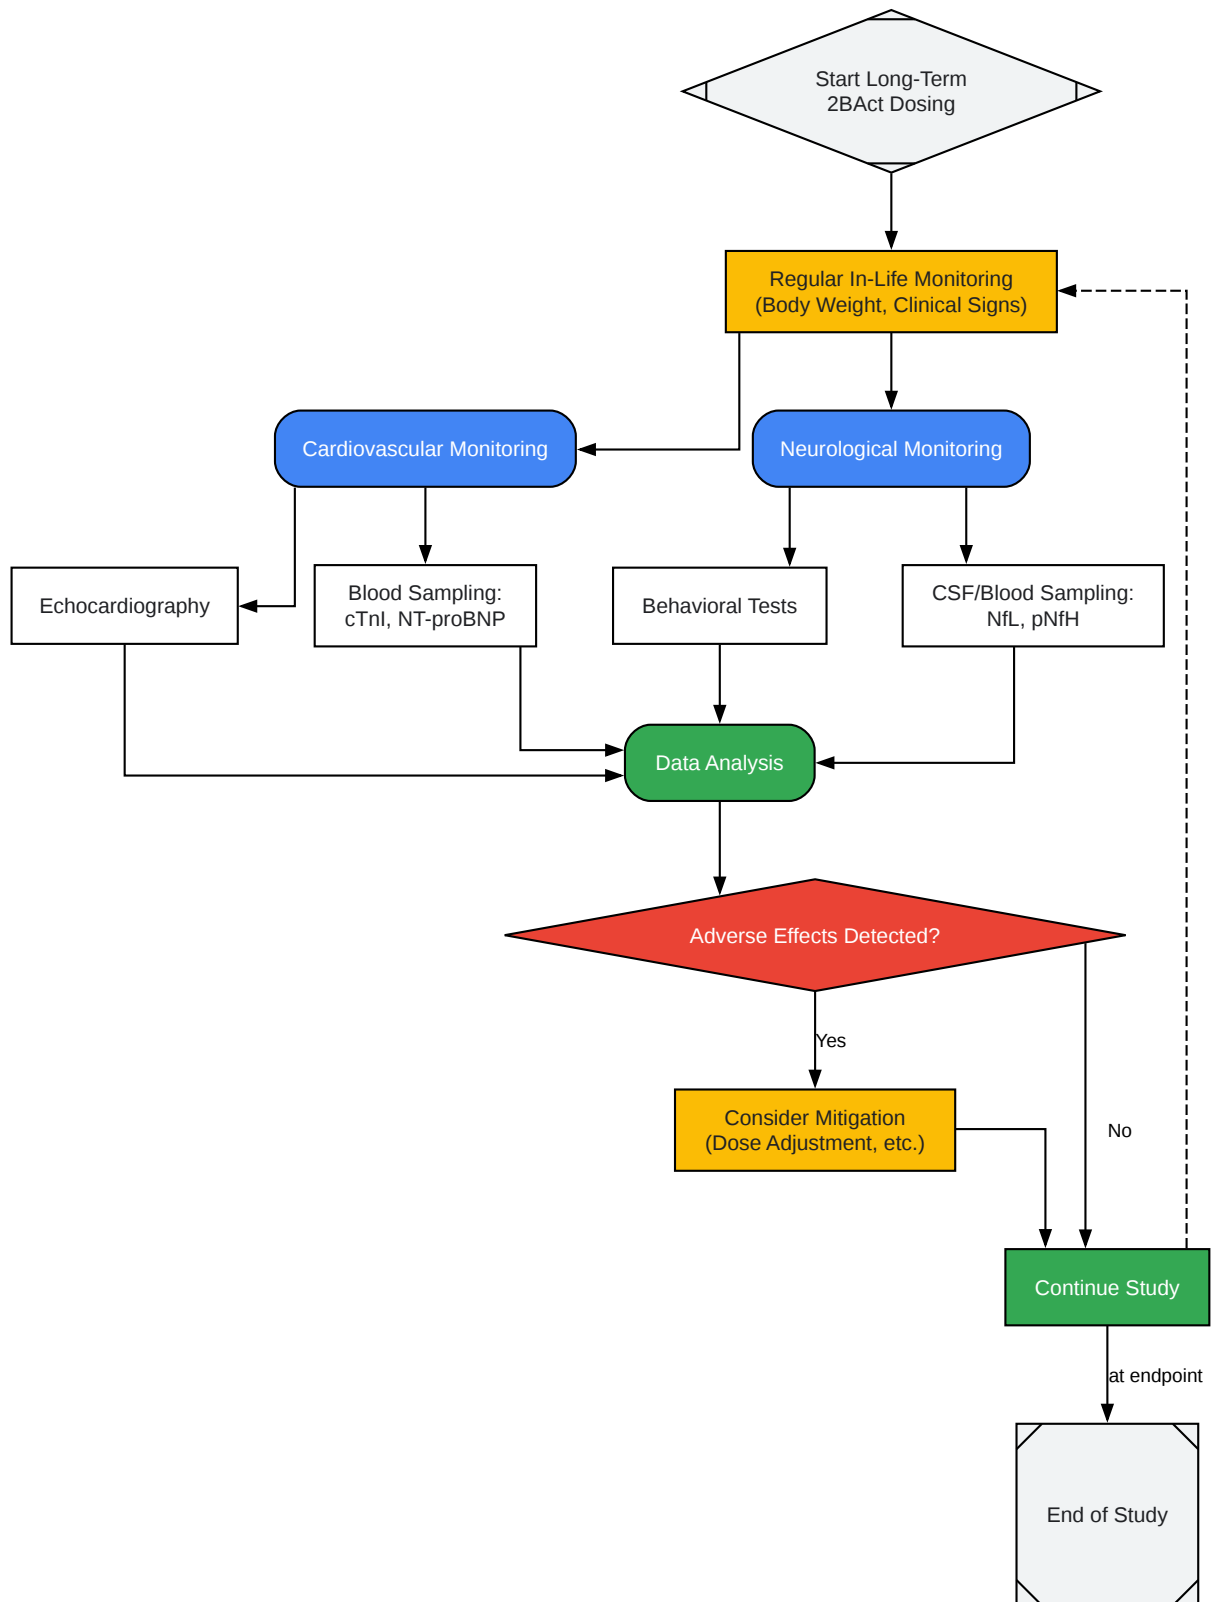 Start Long-Term
2BAct Dosing
Regular In-Life Monitoring
(Body Weight, Clinical Signs)
Cardiovascular Monitoring
Neurological Monitoring
Echocardiography
Blood Sampling:
cTnI, NT-proBNP
Behavioral Tests
CSF/Blood Sampling:
NfL, pNfH
Data Analysis
Adverse Effects Detected?
Yes
Consider Mitigation
(Dose Adjustment, etc.)
No
Continue Study
at endpoint
End of Study